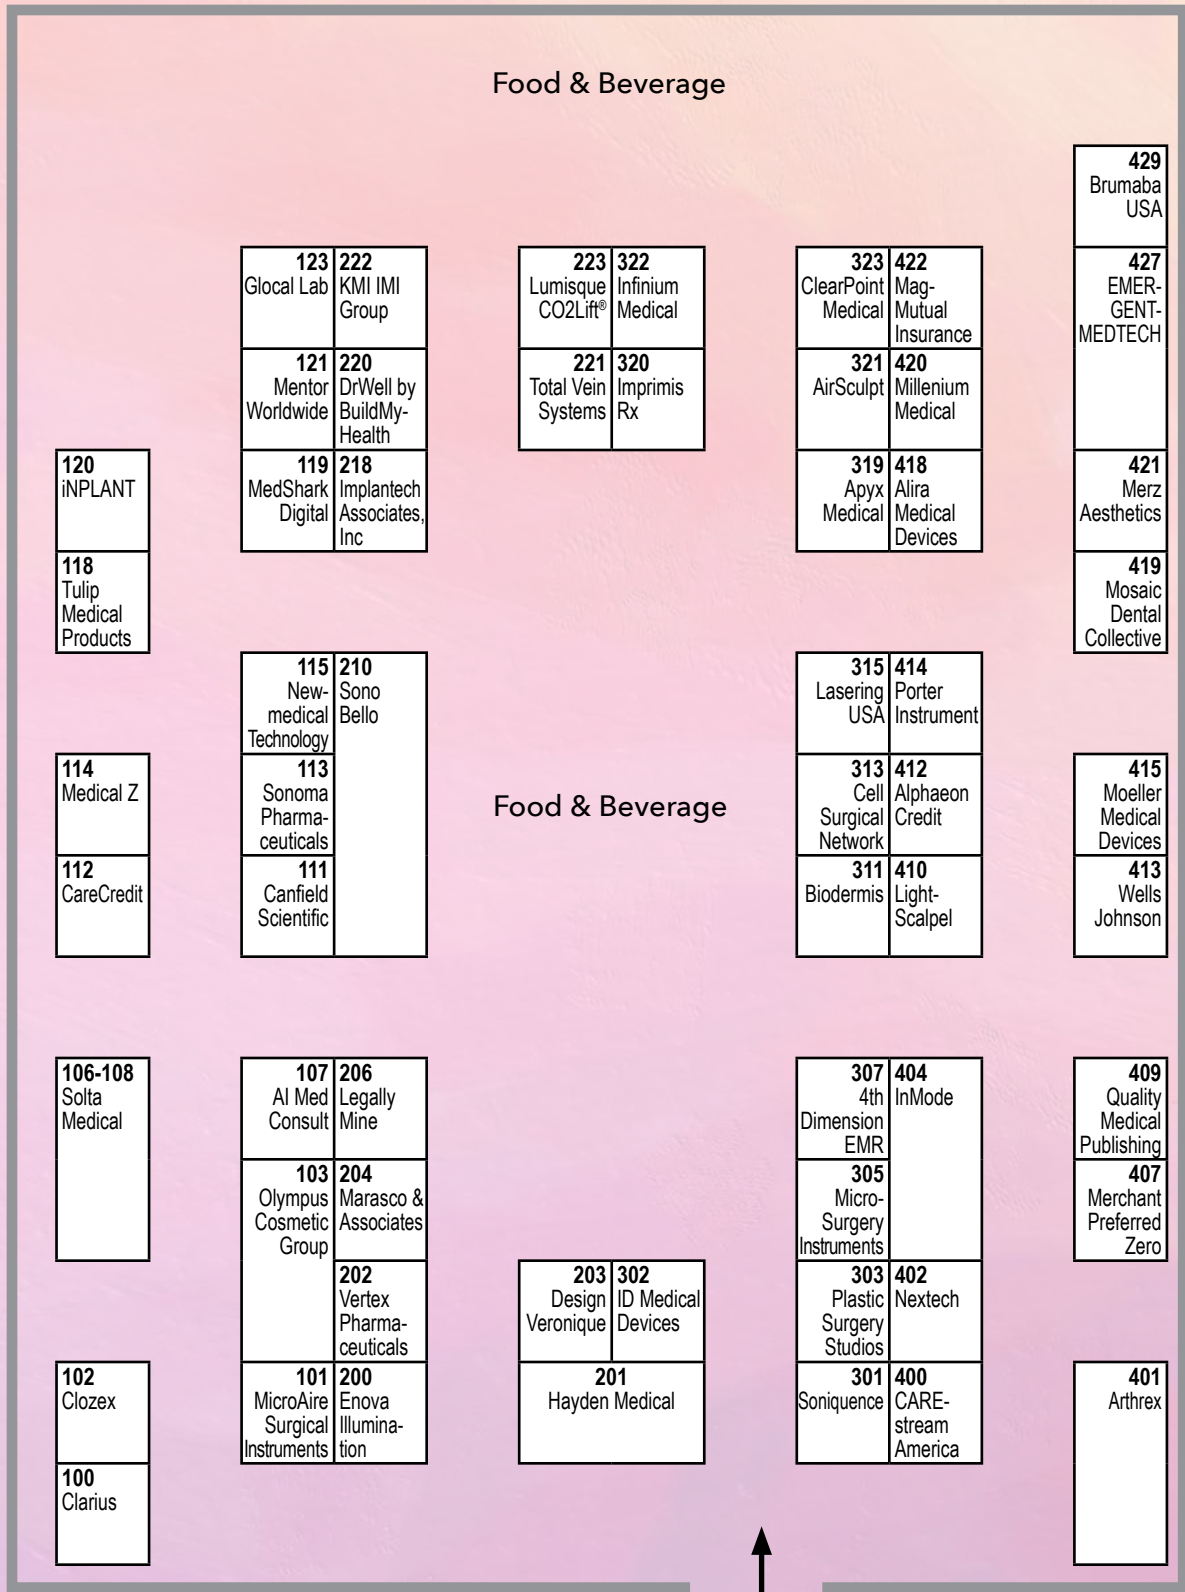 Food & Beverage
429
Brumaba
USA
123
Glocal Lab
222
KMI IMI
Group
223
Lumisque
CO2Lift®
322
Infinium
Medical
323
ClearPoint
Medical
422
Mag-
Mutual
Insurance
427
EMER-
GENT-
MEDTECH
121
Mentor
Worldwide
220
DrWell by
BuildMy-
Health
221
Total Vein
Systems
320
Imprimis
Rx
321
AirSculpt
420
Millenium
Medical
120
iNPLANT
119
MedShark
Digital
218
Implantech
Associates,
Inc
319
Apyx
Medical
418
Alira
Medical
Devices
421
Merz
Aesthetics
118
Tulip
Medical
Products
419
Mosaic
Dental
Collective
115
New-
medical
Technology
210
Sono
Bello
315
Lasering
USA
414
Porter
Instrument
114
Medical Z
113
Sonoma
Pharma-
ceuticals
Food & Beverage
313
Cell
Surgical
Network
412
Alphaeon
Credit
415
Moeller
Medical
Devices
112
CareCredit
111
Canfield
Scientific
311
Biodermis
410
Light-
Scalpel
413
Wells
Johnson
106-108
Solta
Medical
107
AI Med
Consult
206
Legally
Mine
307
4th
Dimension
EMR
404
InMode
409
Quality
Medical
Publishing
103
Olympus
Cosmetic
Group
204
Marasco &
Associates
305
Micro-
Surgery
Instruments
407
Merchant
Preferred
Zero
202
Vertex
Pharma-
ceuticals
203
Design
Veronique
302
ID Medical
Devices
303
Plastic
Surgery
Studios
402
Nextech
102
Clozex
101
MicroAire
Surgical
Instruments
200
Enova
Illumina-
tion
201
Hayden Medical
301
Soniquence
400
CARE-
stream
America
401
Arthrex
100
Clarius